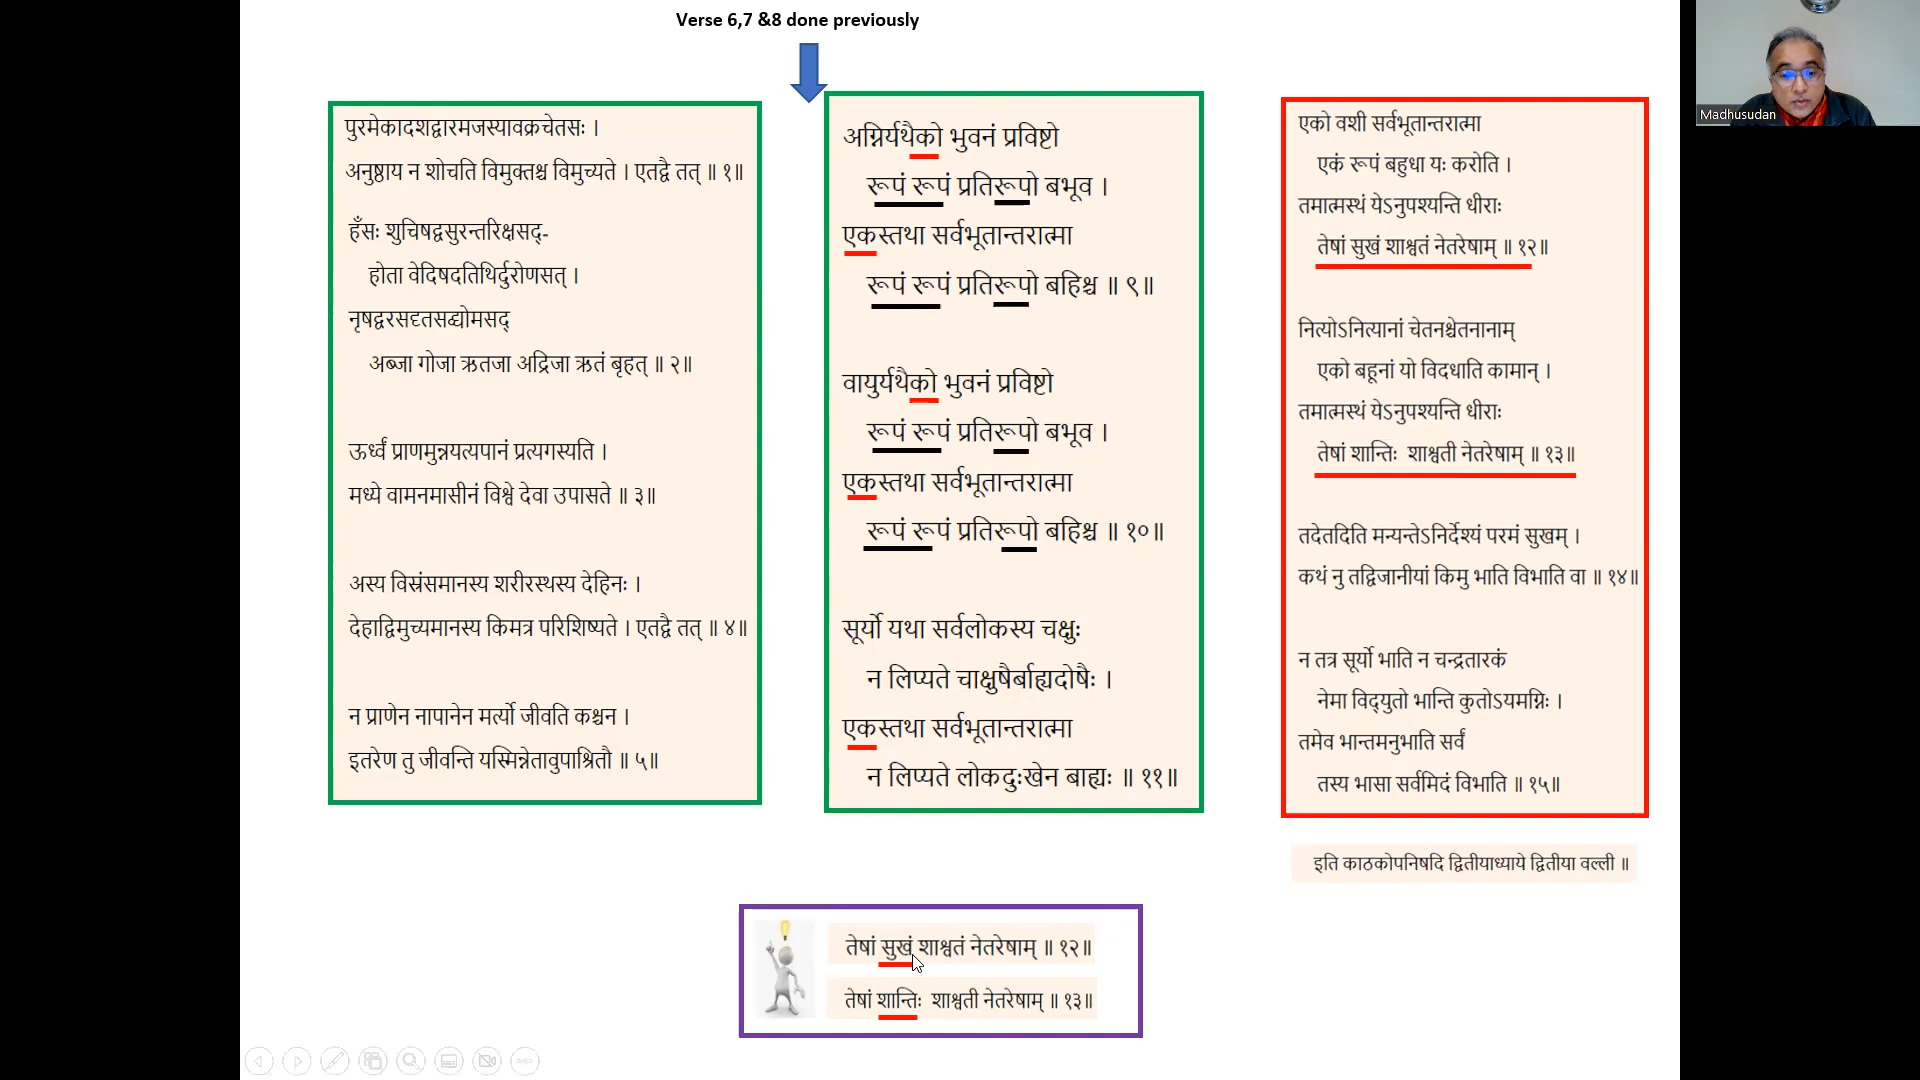 Verse 6,7 &8 done previously
पुरमेकादशद्वारमजस्यावक्रचेतसः ।
अनुष्ठाय न शोचति विमुक्तश्च विमुच्यते । एतद्वै तत् ॥ १॥
हँसः शुचिषद्वसुरन्तरिक्षसद्-
होता वेदिषदतिथिर्दुरोणसत् ।
नृषद्वरसदृतसद्व्योमसद्
अब्जा गोजा ऋतजा अद्रिजा ऋतं बृहत् ॥ २॥
ऊर्ध्वं प्राणमुन्नयत्यपानं प्रत्यगस्यति ।
मध्ये वामनमासीनं विश्वे देवा उपासते ॥ ३॥
अस्य विस्रंसमानस्य शरीरस्थस्य देहिनः ।
देहाद्विमुच्यमानस्य किमत्र परिशिष्यते । एतद्वै तत् ॥ ४॥
न प्राणेन नापानेन मर्त्यो जीवति कश्चन ।
इतरेण तु जीवन्ति यस्मिन्नेतावुपाश्रितौ ॥ ५॥
अग्निर्यथैको भुवनं प्रविष्टो
रूपं रूपं प्रतिरूपो बभूव ।
एकस्तथा सर्वभूतान्तरात्मा
रूपं रूपं प्रतिरूपो बहिश्च ॥ ९॥
वायुर्यथैको भुवनं प्रविष्टो
रूपं रूपं प्रतिरूपो बभूव ।
एकस्तथा सर्वभूतान्तरात्मा
रूपं रूपं प्रतिरूपो बहिश्च ॥ १०॥
सूर्यो यथा सर्वलोकस्य चक्षुः
न लिप्यते चाक्षुषैर्बाह्यदोषैः ।
एकस्तथा सर्वभूतान्तरात्मा
न लिप्यते लोकदुःखेन बाह्यः ॥ ११॥
एको वशी सर्वभूतान्तरात्मा
एकं रूपं बहुधा यः करोति ।
तमात्मस्थं येऽनुपश्यन्ति धीराः
तेषां सुखं शाश्वतं नेतरेषाम् ॥ १२॥
नित्योऽनित्यानां चेतनश्चेतनानाम्
एको बहूनां यो विदधाति कामान् ।
तमात्मस्थं येऽनुपश्यन्ति धीराः
तेषां शान्तिः शाश्वती नेतरेषाम् ॥ १३॥
तदेतदिति मन्यन्तेऽनिर्देश्यं परमं सुखम् ।
कथं नु तद्विजानीयां किमु भाति विभाति वा ॥ १४॥
न तत्र सूर्यो भाति न चन्द्रतारकं
नेमा विद्युतो भान्ति कुतोऽयमग्निः ।
तमेव भान्तमनुभाति सर्वं
तस्य भासा सर्वमिदं विभाति ॥ १५॥
इति काठकोपनिषदि द्वितीयाध्याये द्वितीया वल्ली ॥
तेषां सुखं शाश्वतं नेतरेषाम् ॥ १२॥
तेषां शान्तिः शाश्वती नेतरेषाम् ॥ १३॥
Madhusudan